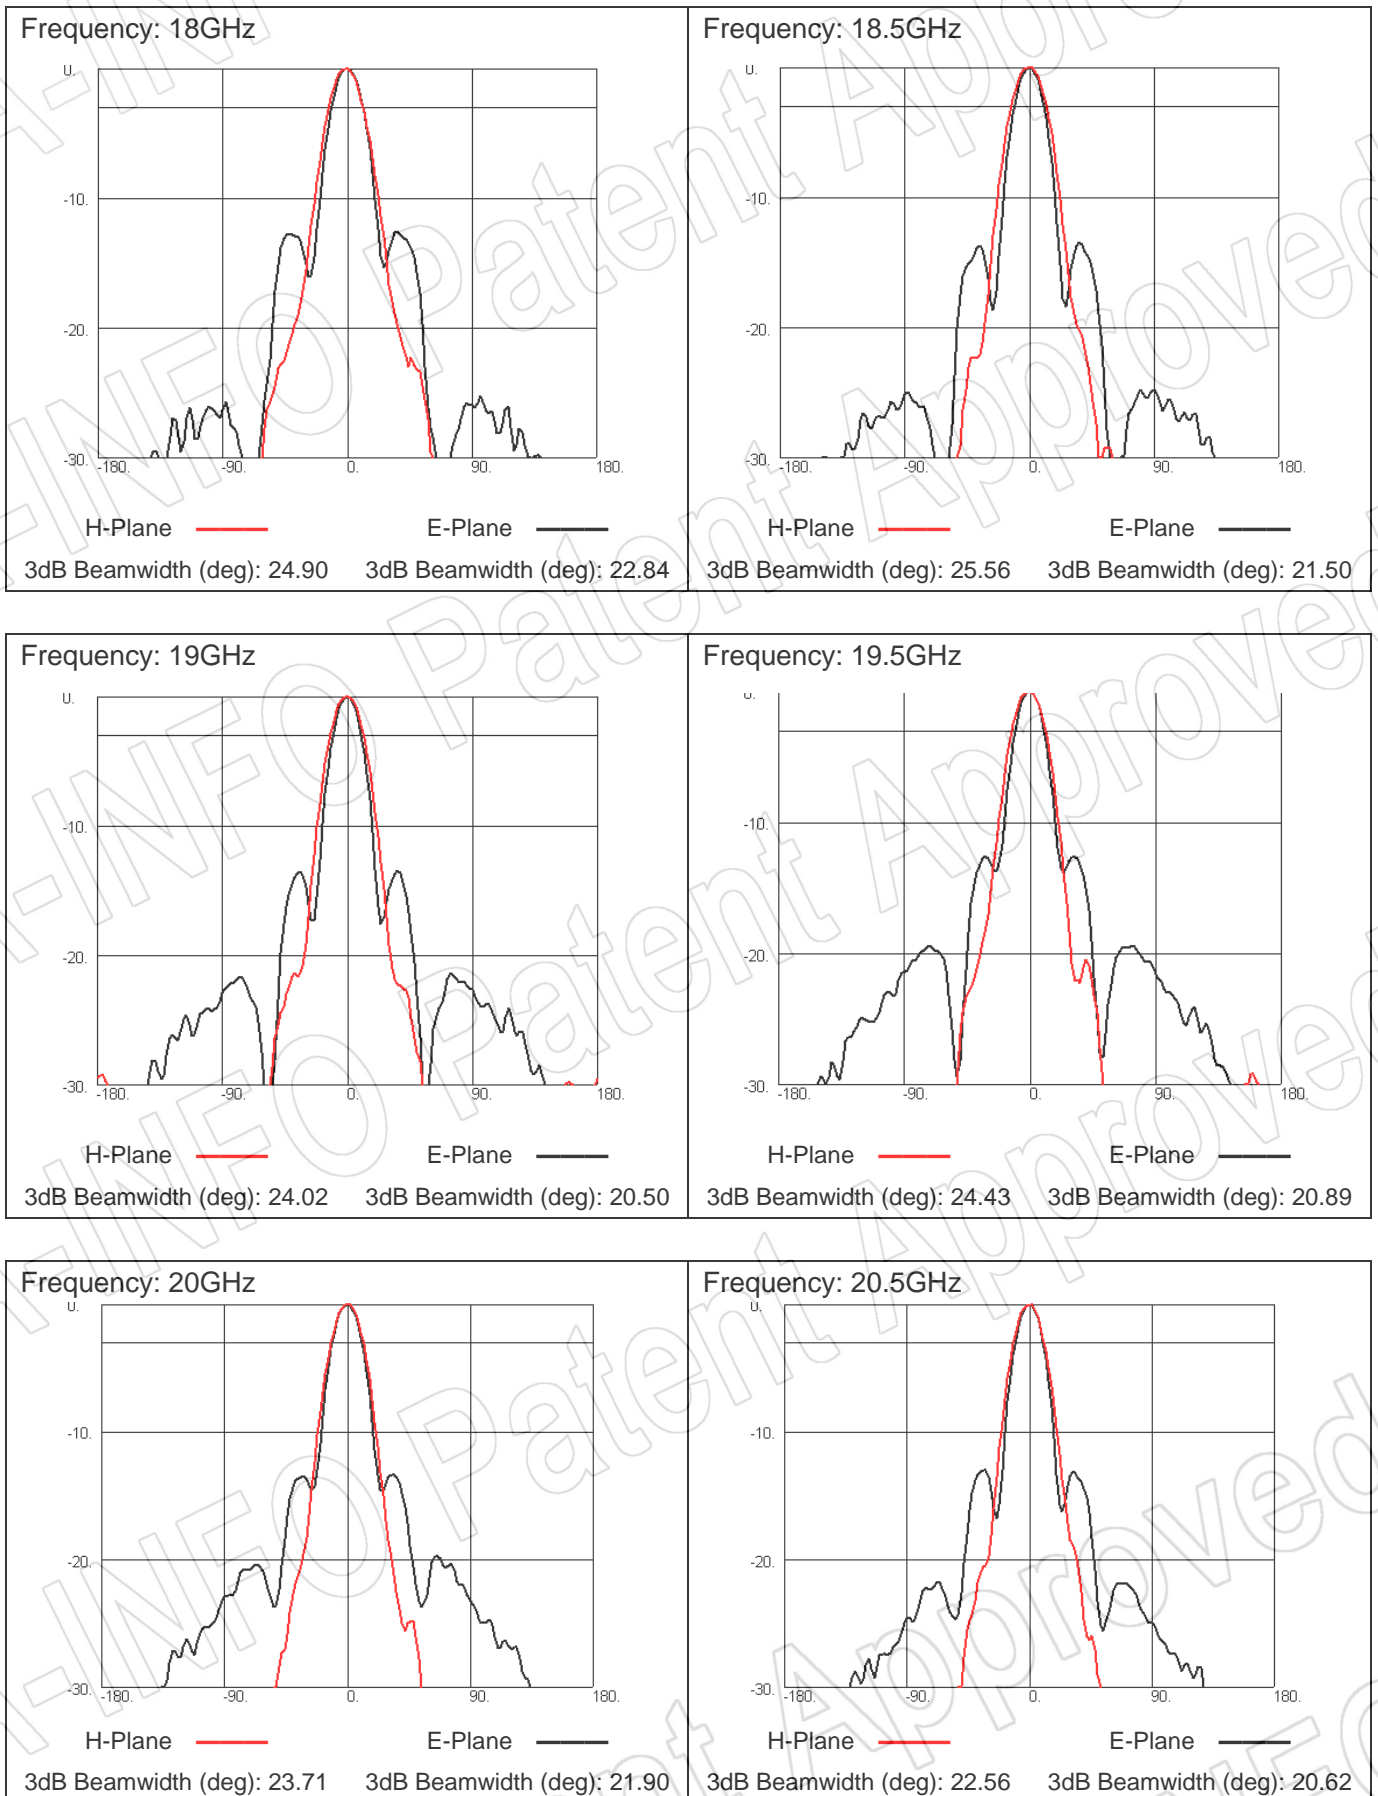 Frequency: 18GHz
0.
-10.
-20.
-30.
-180.
-90.
0.
90.
180.
H-Plane
E-Plane
3dB Beamwidth (deg): 24.90
3dB Beamwidth (deg): 22.84
Frequency: 18.5GHz
0.
-10.
-20.
-30.
-180.
-90.
0.
90.
180.
H-Plane
E-Plane
3dB Beamwidth (deg): 25.56
3dB Beamwidth (deg): 21.50
Frequency: 19GHz
0.
-10.
-20.
-30.
-180.
-90.
0.
90.
180.
H-Plane
E-Plane
3dB Beamwidth (deg): 24.02
3dB Beamwidth (deg): 20.50
Frequency: 19.5GHz
0.
-10.
-20.
-30.
-180.
-90.
0.
90.
180.
H-Plane
E-Plane
3dB Beamwidth (deg): 24.43
3dB Beamwidth (deg): 20.89
Frequency: 20GHz
0.
-10.
-20.
-30.
-180.
-90.
0.
90.
180.
H-Plane
E-Plane
3dB Beamwidth (deg): 23.71
3dB Beamwidth (deg): 21.90
Frequency: 20.5GHz
0.
-10.
-20.
-30.
-180.
-90.
0.
90.
180.
H-Plane
E-Plane
3dB Beamwidth (deg): 22.56
3dB Beamwidth (deg): 20.62
A-INFO Patent Approved
A-INFO Patent Approved
A-INFO Patent Approved